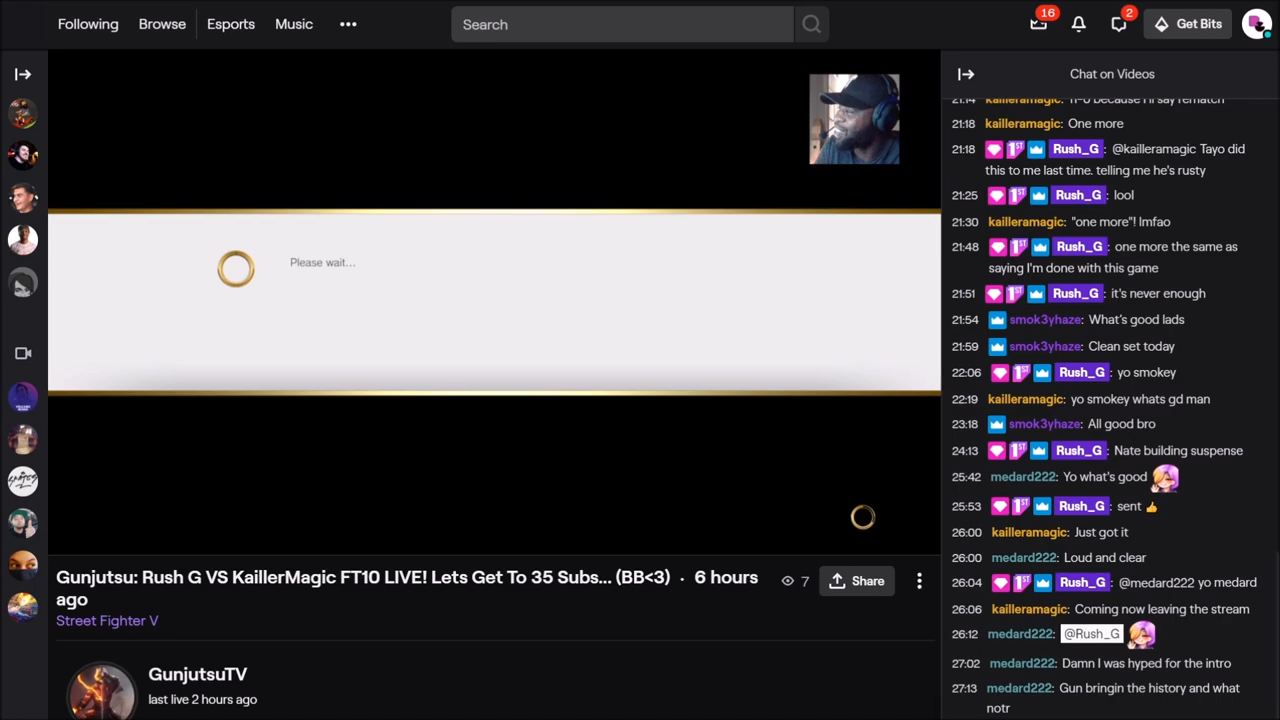 Following
Browse
Esports
Music
Search
16
2
Get Bits
Chat on Videos
Please wait...
21:18 kailleramagic: One more
21:18 1ST Rush_G: @kailleramagic Tayo did
this to me last time. telling me he's rusty
21:25 1ST Rush_G: lool
21:30 kailleramagic: "one more"! lmfao
21:48 1ST Rush_G: one more the same as
saying I'm done with this game
21:51 1ST Rush_G: it's never enough
21:54 smok3yhaze: What's good lads
21:59 smok3yhaze: Clean set today
22:06 1ST Rush_G: yo smokey
22:19 kailleramagic: yo smokey whats gd man
23:18 smok3yhaze: All good bro
24:13 1ST Rush_G: Nate building suspense
25:42 medard222: Yo what's good
25:53 1ST Rush_G: sent
26:00 kailleramagic: Just got it
26:00 medard222: Loud and clear
26:04 1ST Rush_G: @medard222 yo medard
26:06 kailleramagic: Coming now leaving the stream
26:12 medard222: @Rush_G
27:02 medard222: Damn I was hyped for the intro
27:13 medard222: Gun bringin the history and what
notr
Gunjutsu: Rush G VS KaillerMagic FT10 LIVE! Lets Get To 35 Subs... (BB<3) · 6 hours
ago
7
Share
Street Fighter V
GunjutsuTV
last live 2 hours ago